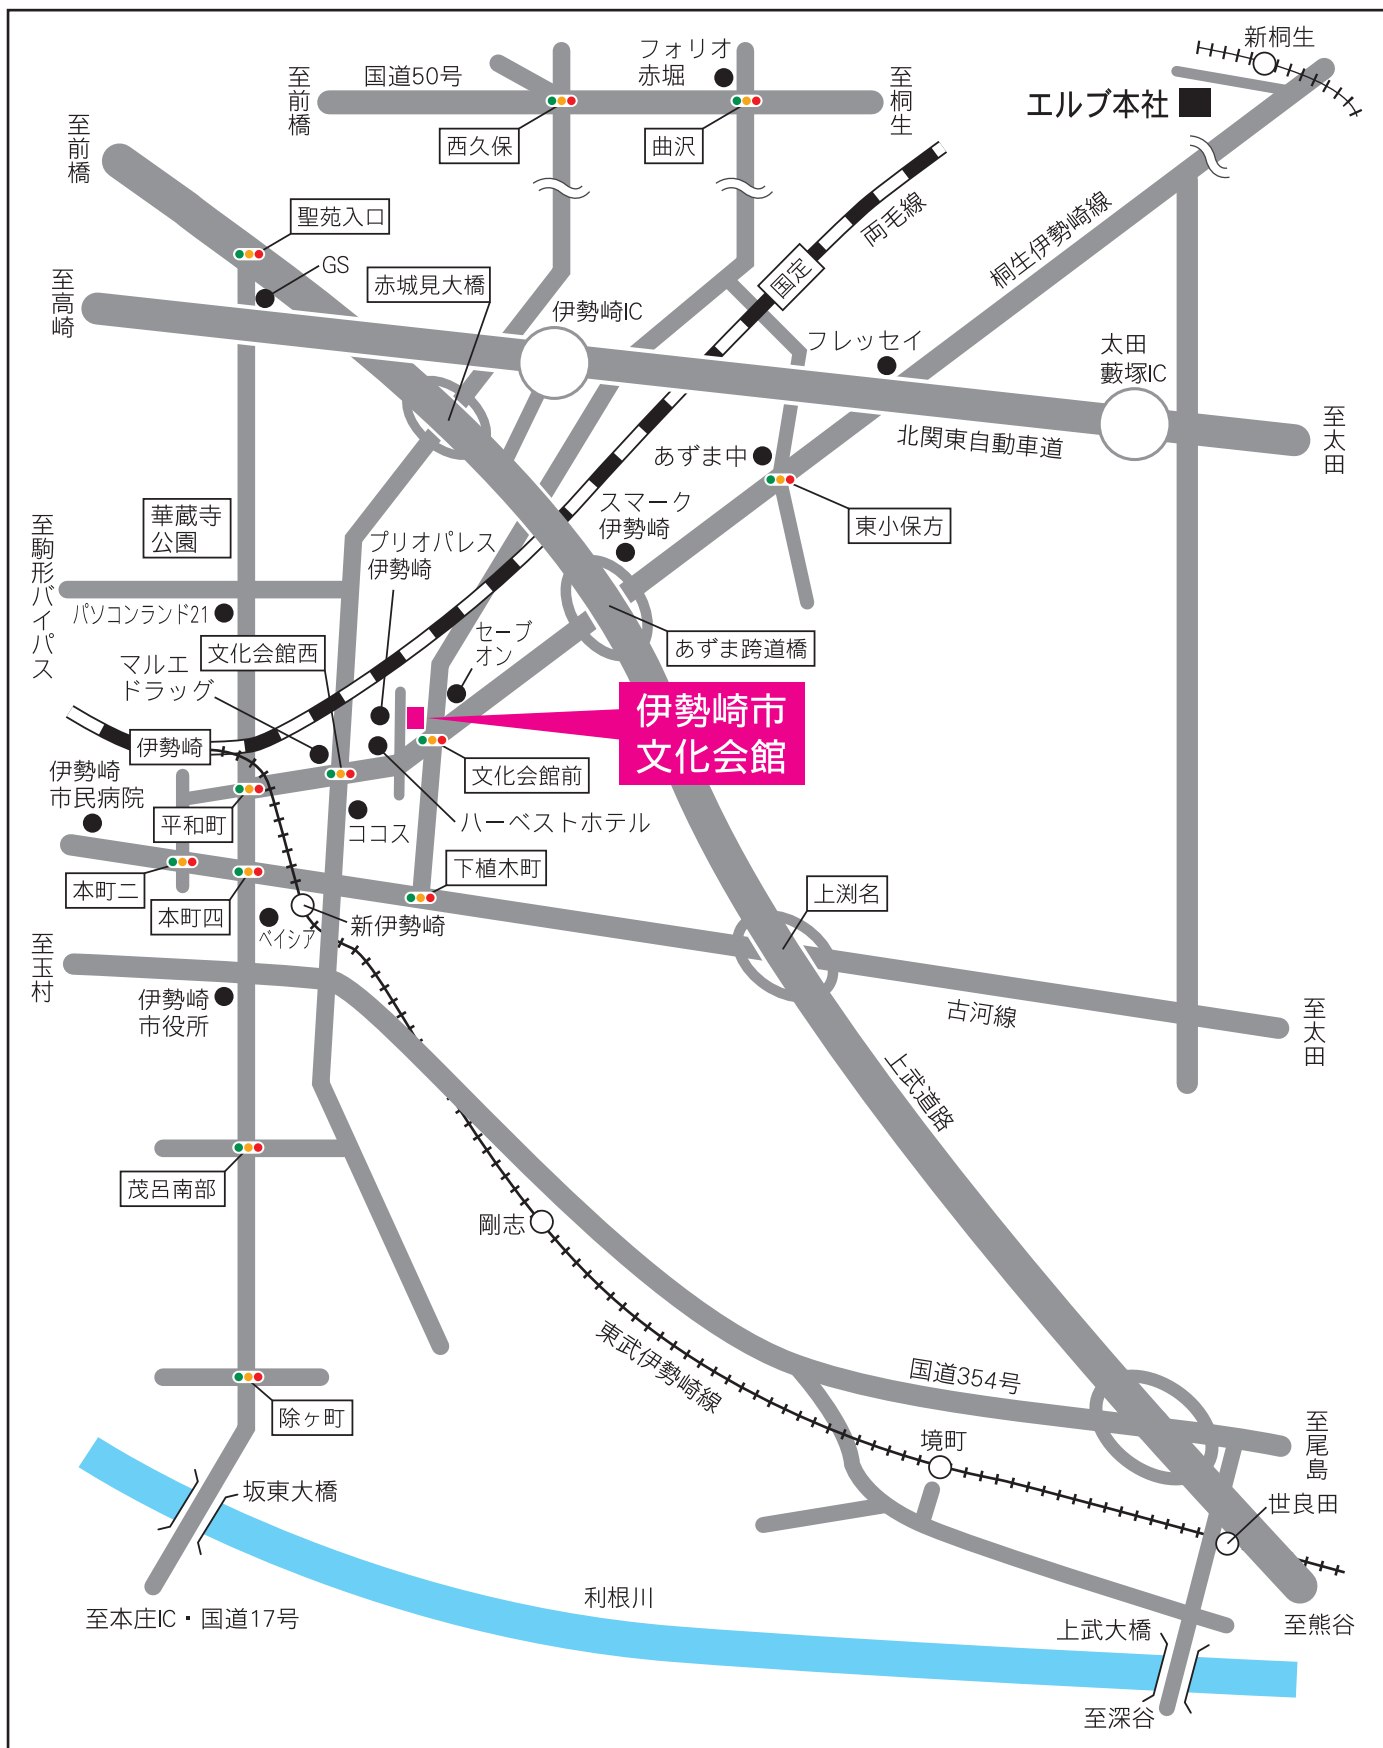 新桐生
フォリオ
赤堀
国道50号
至前橋
至桐生
エルブ本社
至前橋
西久保
曲沢
聖苑入口
両毛線
桐生伊勢崎線
GS
赤城見大橋
国定
至高崎
伊勢崎IC
フレッセイ
太田
藪塚IC
至太田
北関東自動車道
あずま中
スマーク
伊勢崎
東小保方
華蔵寺
公園
至駒形バイパス
プリオパレス
伊勢崎
パソコンランド21
セーブ
オン
あずま跨道橋
文化会館西
マルエ
ドラッグ
伊勢崎市
文化会館
伊勢崎
文化会館前
伊勢崎
市民病院
平和町
ココス
ハーベストホテル
下植木町
本町二
本町四
上渕名
新伊勢崎
ベイシア
至玉村
伊勢崎
市役所
古河線
至太田
上武道路
茂呂南部
剛志
東武伊勢崎線
国道354号
除ヶ町
境町
至尾島
坂東大橋
世良田
利根川
至本庄IC・国道17号
上武大橋
至熊谷
至深谷